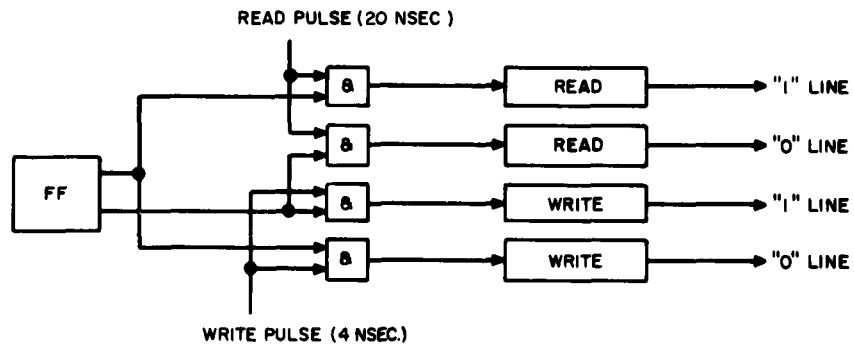 READ PULSE (20 NSEC )
& READ "1" LINE
& READ "0" LINE
FF
& WRITE "1" LINE
& WRITE "0" LINE
WRITE PULSE (4 NSEC.)